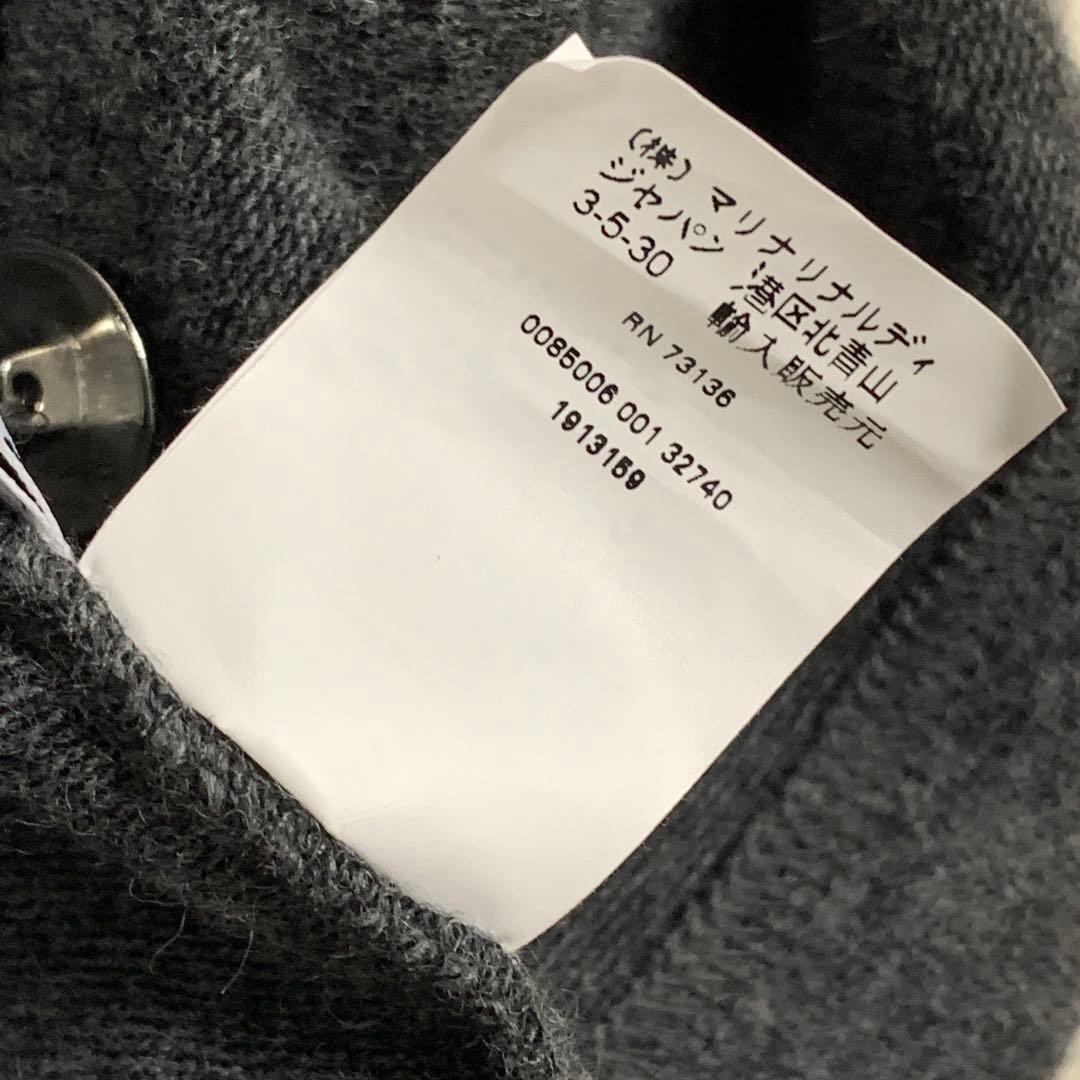 (株) マリナリナルディ
ジャパン 港区北青山
3-5-30 輸入販売元
RN 73136
0085006 001 32740
1913159